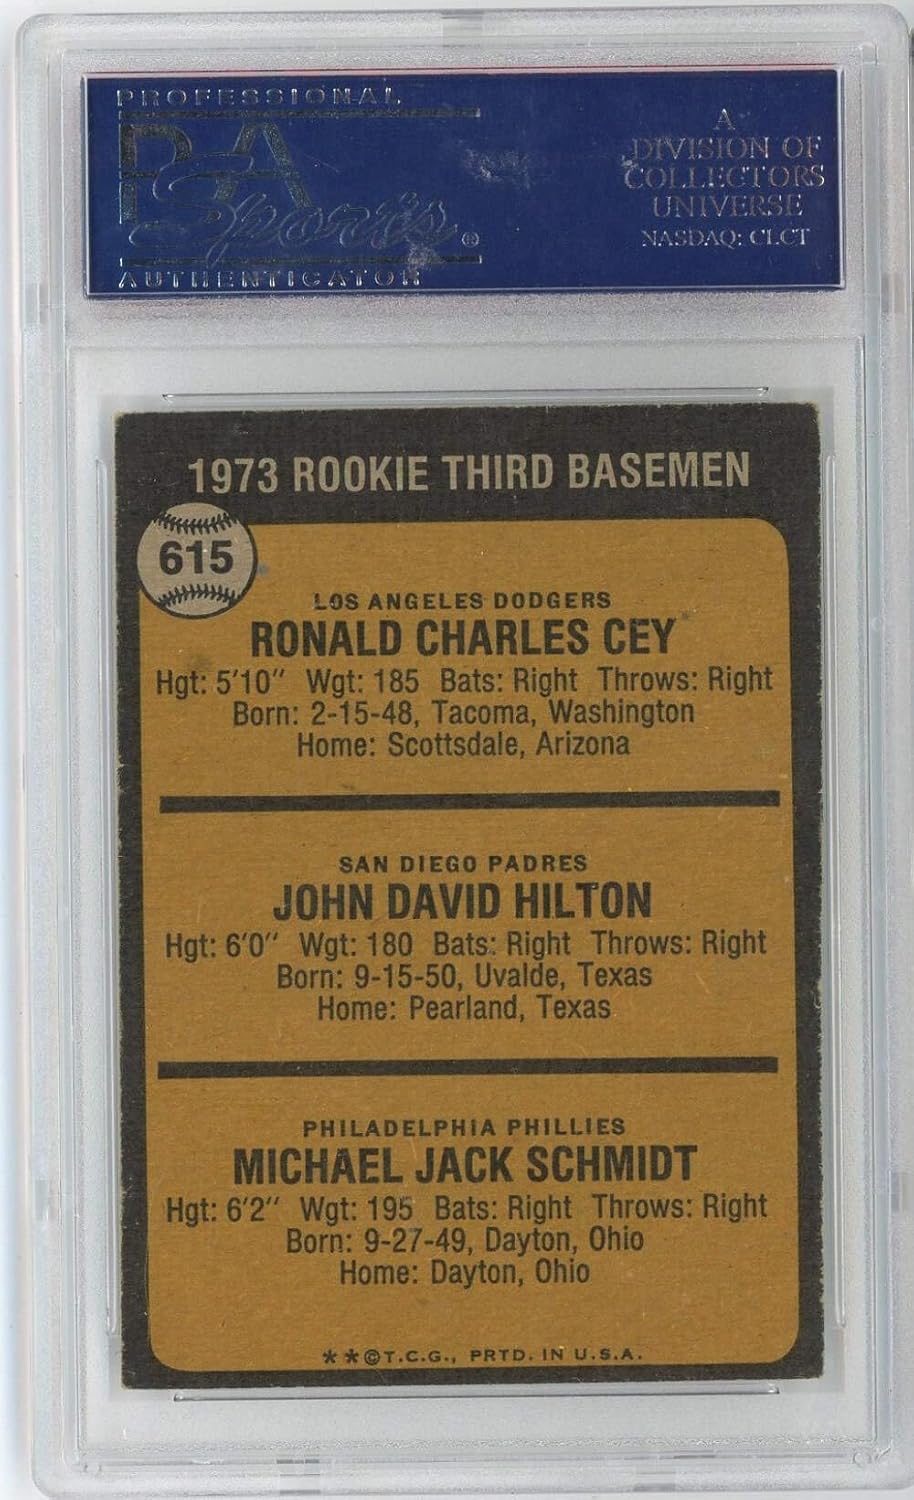 PROFESSIONAL
PSA
Sports®
AUTHENTICATOR
A
DIVISION OF
COLLECTORS
UNIVERSE
NASDAQ: CLCT
1973 ROOKIE THIRD BASEMEN
615
LOS ANGELES DODGERS
RONALD CHARLES CEY
Hgt: 5'10" Wgt: 185 Bats: Right Throws: Right
Born: 2-15-48, Tacoma, Washington
Home: Scottsdale, Arizona
SAN DIEGO PADRES
JOHN DAVID HILTON
Hgt: 6'0" Wgt: 180 Bats: Right Throws: Right
Born: 9-15-50, Uvalde, Texas
Home: Pearland, Texas
PHILADELPHIA PHILLIES
MICHAEL JACK SCHMIDT
Hgt: 6'2" Wgt: 195 Bats: Right Throws: Right
Born: 9-27-49, Dayton, Ohio
Home: Dayton, Ohio
**©T.C.G., PRTD. IN U.S.A.